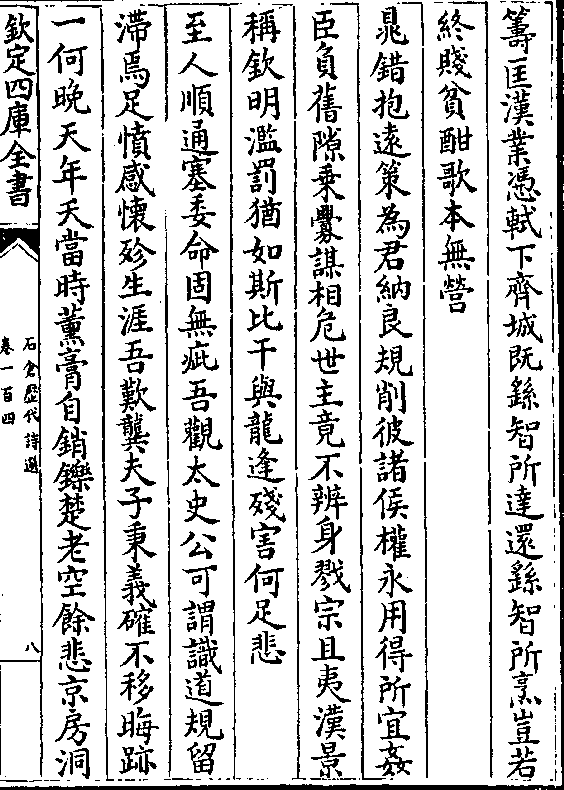 籌匡漢業憑軾下齊城既繇智所達還繇智所烹豈若
終賤貧酣歌本無營
晁錯抱遠策為君納良規削彼諸侯權永用得所宜姦
臣負舊隙乗釁謀相危世主竟不辨身戮宗且夷漢景
稱欽明濫罰猶如斯比干與龍逢殘害何足悲
至人順通塞委命固無疵吾觀太史公可謂識道規留
滯焉足憤感懷殄生涯吾歎龔夫子秉義確不移晦跡
一何晚天年夭當時薰膏自銷鑠楚老空餘悲京房洞
欽定四庫全書
石倉歷代詩選
卷一百四
八